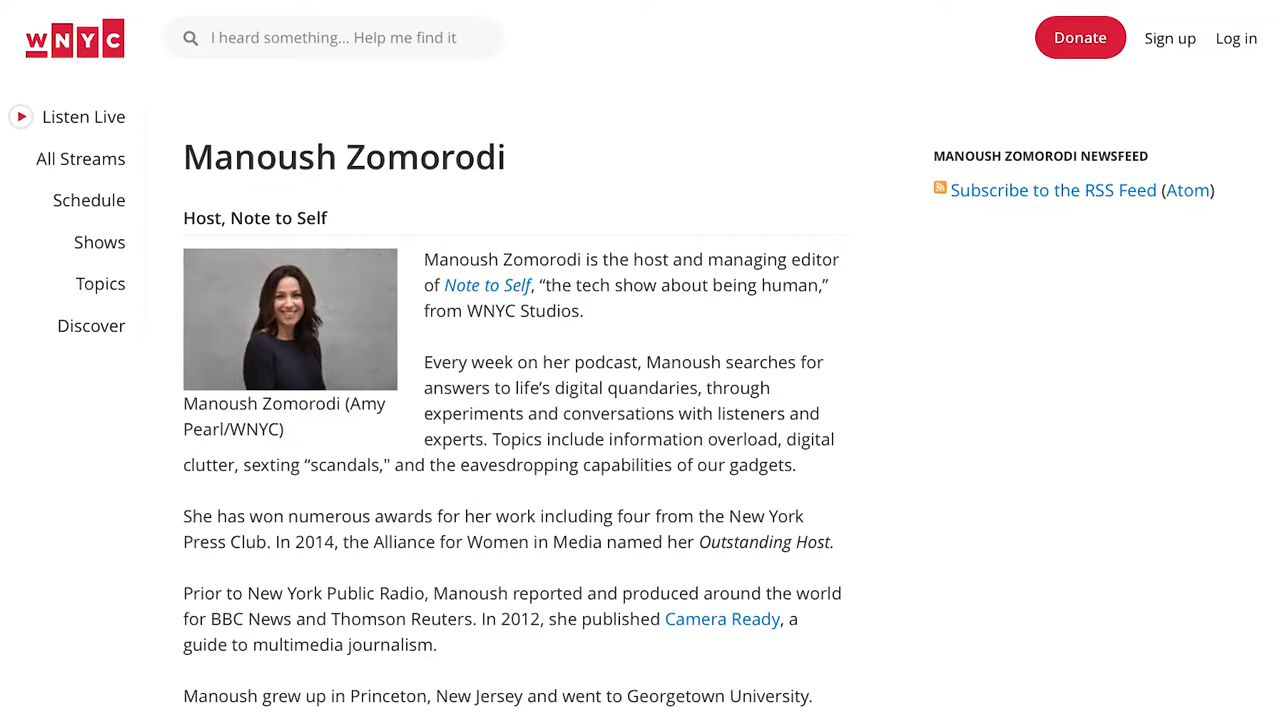 WNYC
I heard something... Help me find it
Donate
Sign up
Log in
Listen Live
All Streams
Schedule
Shows
Topics
Discover
Manoush Zomorodi
Host, Note to Self
Manoush Zomorodi (Amy
Pearl/WNYC)
Manoush Zomorodi is the host and managing editor
of Note to Self, “the tech show about being human,”
from WNYC Studios.
Every week on her podcast, Manoush searches for
answers to life’s digital quandaries, through
experiments and conversations with listeners and
experts. Topics include information overload, digital
clutter, sexting “scandals," and the eavesdropping capabilities of our gadgets.
She has won numerous awards for her work including four from the New York
Press Club. In 2014, the Alliance for Women in Media named her Outstanding Host.
Prior to New York Public Radio, Manoush reported and produced around the world
for BBC News and Thomson Reuters. In 2012, she published Camera Ready, a
guide to multimedia journalism.
Manoush grew up in Princeton, New Jersey and went to Georgetown University.
MANOUSH ZOMORODI NEWSFEED
Subscribe to the RSS Feed (Atom)